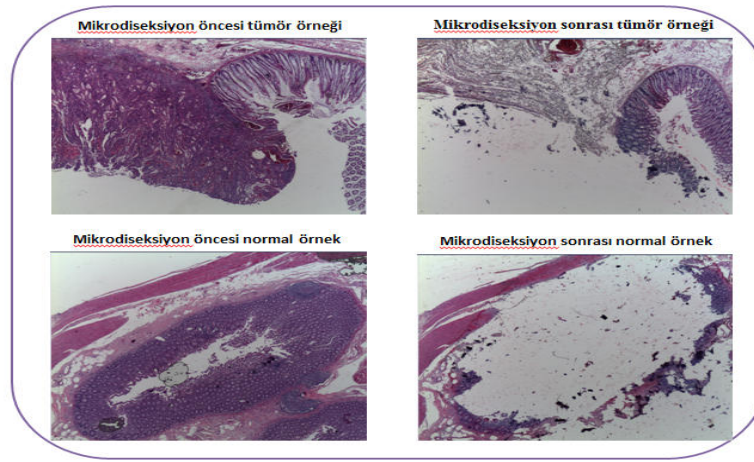 Mikrodiseksiyon öncesi tümör örneği
Mikrodiseksiyon sonrası tümör örneği
Mikrodiseksiyon öncesi normal örnek
Mikrodiseksiyon sonrası normal örnek